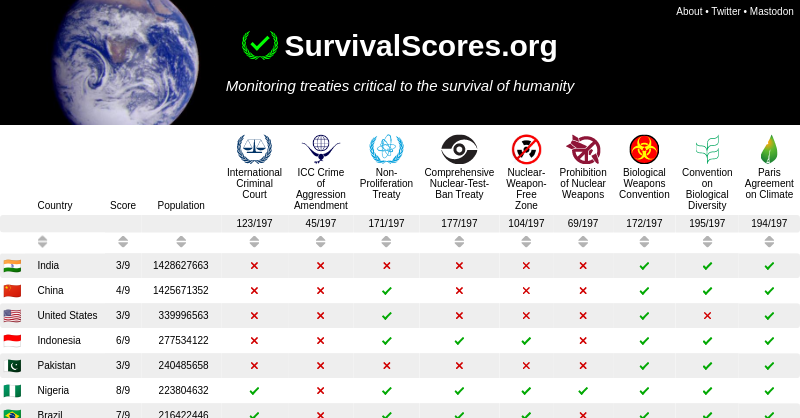 About • Twitter • Mastodon
SurvivalScores.org
Monitoring treaties critical to the survival of humanity
Country
Score
Population
International
Criminal
Court
ICC Crime
of
Aggression
Amendment
Non-
Proliferation
Treaty
Comprehensive
Nuclear-Test-
Ban Treaty
Nuclear-
Weapon-
Free
Zone
Prohibition
of Nuclear
Weapons
Biological
Weapons
Convention
Convention
on
Biological
Diversity
Paris
Agreement
on Climate
123/197 45/197 171/197 177/197 104/197 69/197 172/197 195/197 194/197
India 3/9 1428627663
China 4/9 1425671352
United States 3/9 339996563
Indonesia 6/9 277534122
Pakistan 3/9 240485658
Nigeria 8/9 223804632
Brazil 7/9 216422446